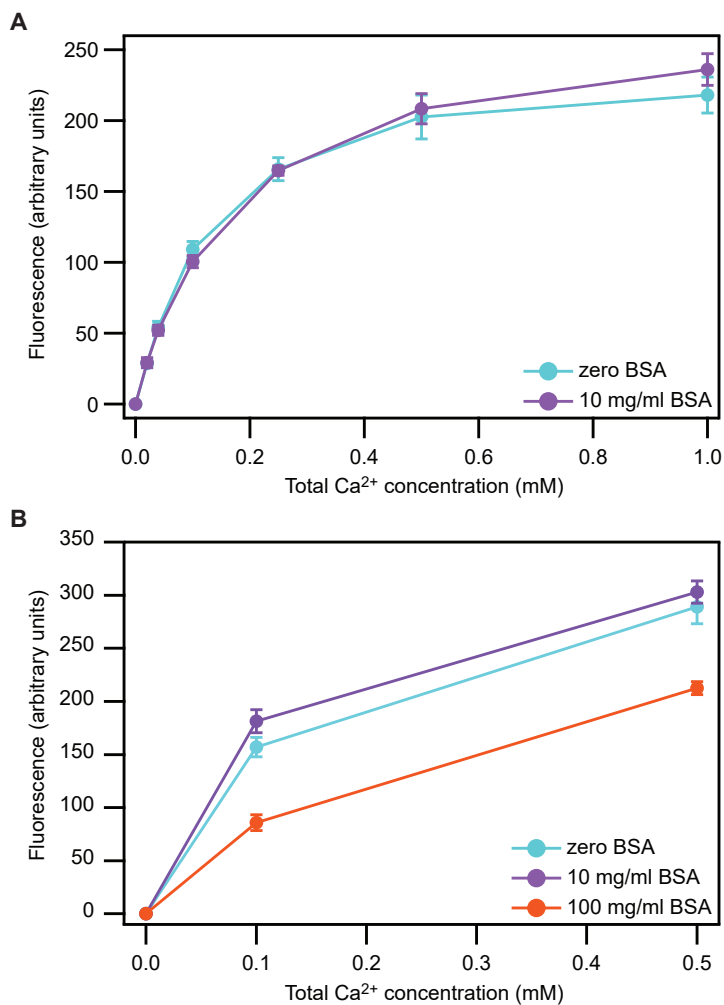 A
250
200
150
100
50
0
Fluorescence (arbitrary units)
zero BSA
10 mg/ml BSA
0.0 0.2 0.4 0.6 0.8 1.0
Total Ca²⁺ concentration (mM)
B
350
300
250
200
150
100
50
0
Fluorescence (arbitrary units)
zero BSA
10 mg/ml BSA
100 mg/ml BSA
0.0 0.1 0.2 0.3 0.4 0.5
Total Ca²⁺ concentration (mM)